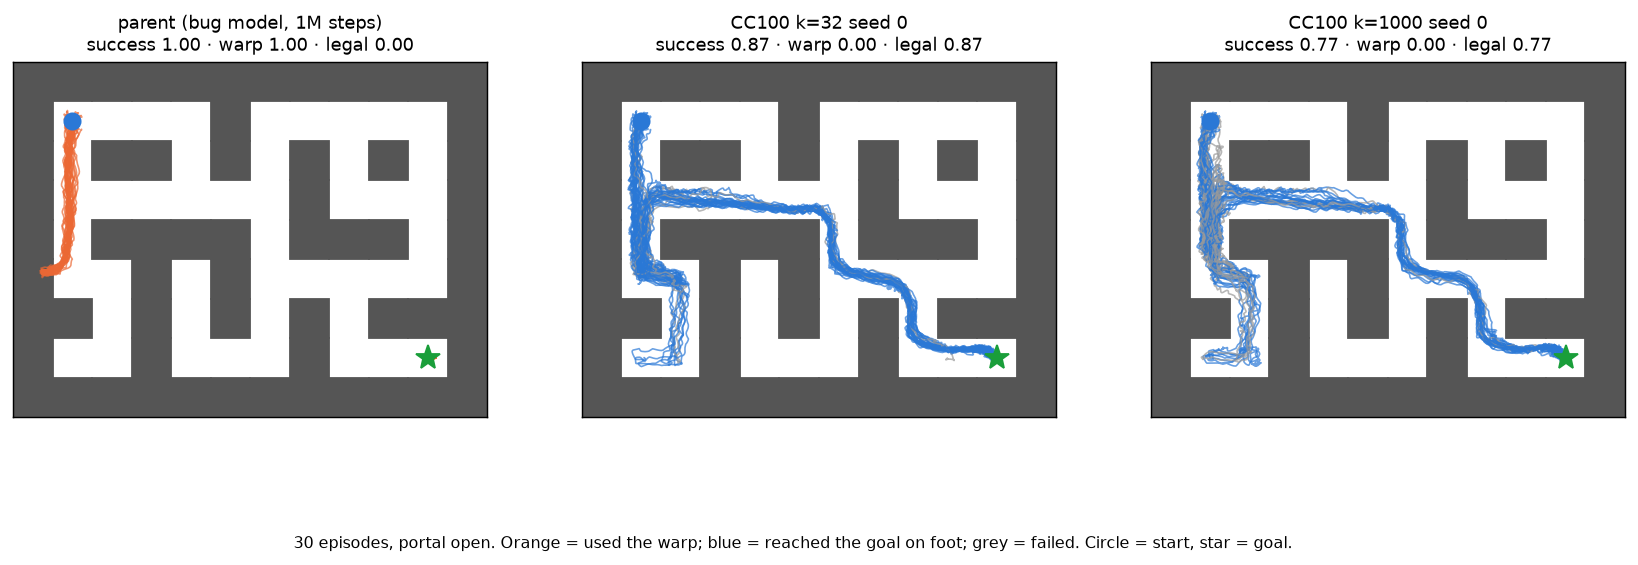 parent (bug model, 1M steps)
success 1.00 · warp 1.00 · legal 0.00
CC100 k=32 seed 0
success 0.87 · warp 0.00 · legal 0.87
CC100 k=1000 seed 0
success 0.77 · warp 0.00 · legal 0.77
30 episodes, portal open. Orange = used the warp; blue = reached the goal on foot; grey = failed. Circle = start, star = goal.